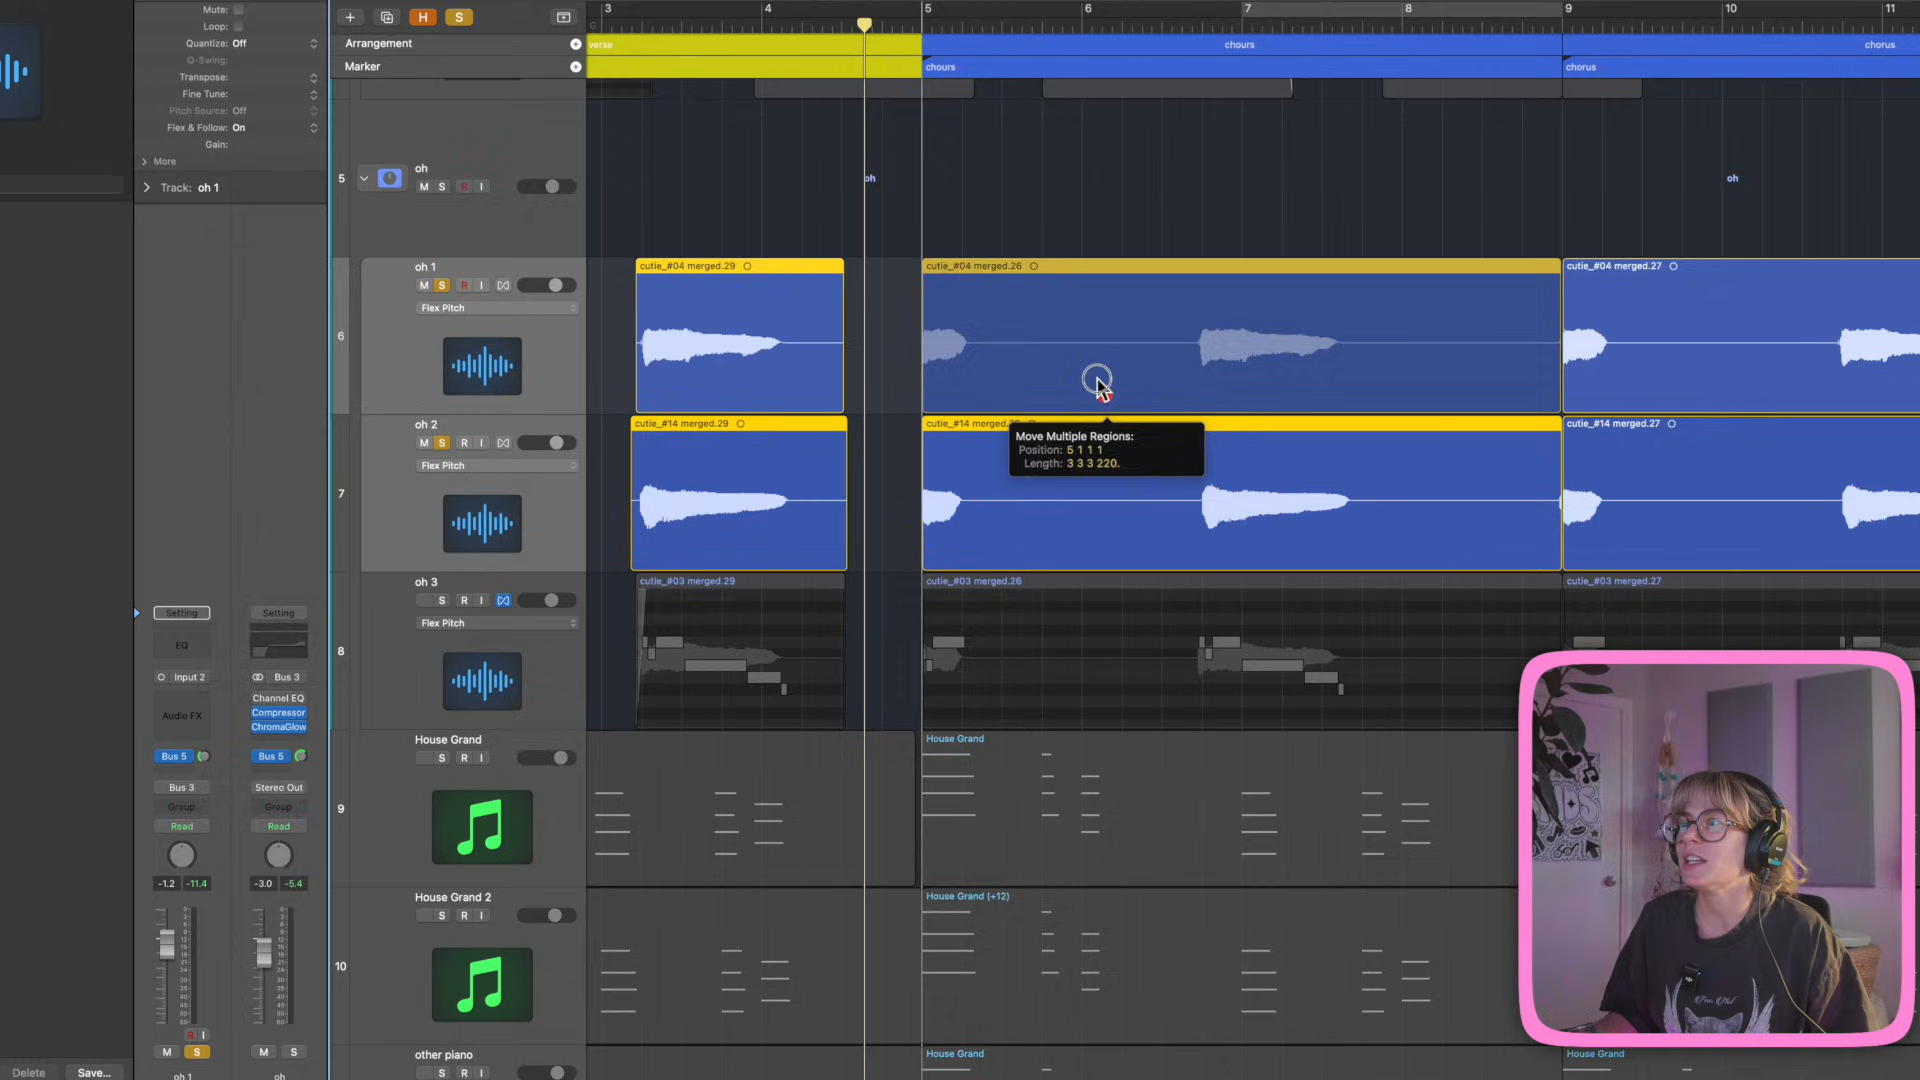 Mute:
Loop:
Quantize: Off
Q-Swing:
Transpose:
Fine Tune:
Pitch Source: Off
Flex & Follow: On
Gain:
More
Track: oh 1
H S
3 4 5 6 7 8 9 10 11
Arrangement
verse
chours
chorus
Marker
chours
chorus
5
oh
M S R I
oh
oh
6
oh 1
M S R I
Flex Pitch
cutie_#04 merged.29
cutie_#04 merged.26
cutie_#04 merged.27
7
oh 2
M S R I
Flex Pitch
cutie_#14 merged.29
cutie_#14 merged.
cutie_#14 merged.27
Move Multiple Regions:
Position: 5 1 1 1
Length: 3 3 3 220.
8
oh 3
S R I
Flex Pitch
cutie_#03 merged.29
cutie_#03 merged.26
cutie_#03 merged.27
9
House Grand
S R I
House Grand
10
House Grand 2
S R I
House Grand (+12)
other piano
S R I
House Grand
House Grand
Setting
EQ
Input 2
Audio FX
Bus 5
Bus 3
Group
Read
-1.2 -11.4
R I
M S
oh 1
Setting
Bus 3
Channel EQ
Compressor
ChromaGlow
Bus 5
Stereo Out
Group
Read
-3.0 -5.4
M S
oh
Delete
Save...